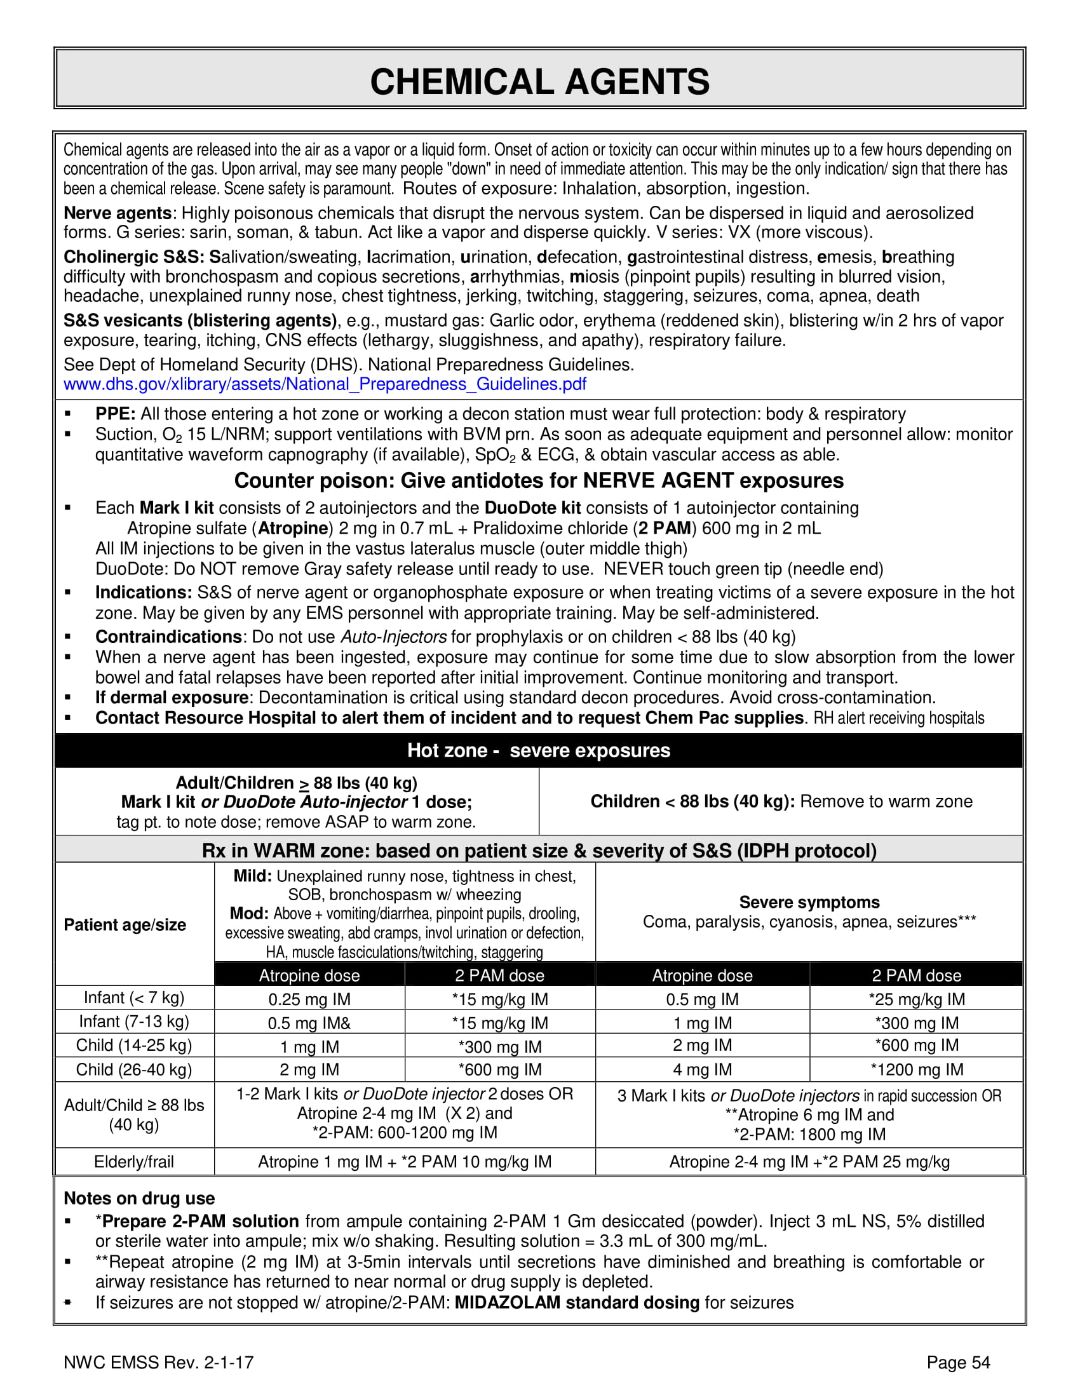 CHEMICAL AGENTS
Chemical agents are released into the air as a vapor or a liquid form. Onset of action or toxicity can occur within minutes up to a few hours depending on
concentration of the gas. Upon arrival, may see many people "down" in need of immediate attention. This may be the only indication/ sign that there has
been a chemical release. Scene safety is paramount. Routes of exposure: Inhalation, absorption, ingestion.
Nerve agents: Highly poisonous chemicals that disrupt the nervous system. Can be dispersed in liquid and aerosolized
forms. G series: sarin, soman, & tabun. Act like a vapor and disperse quickly. V series: VX (more viscous).
Cholinergic S&S: Salivation/sweating, lacrimation, urination, defecation, gastrointestinal distress, emesis, breathing
difficulty with bronchospasm and copious secretions, arrhythmias, miosis (pinpoint pupils) resulting in blurred vision,
headache, unexplained runny nose, chest tightness, jerking, twitching, staggering, seizures, coma, apnea, death
S&S vesicants (blistering agents), e.g., mustard gas: Garlic odor, erythema (reddened skin), blistering w/in 2 hrs of vapor
exposure, tearing, itching, CNS effects (lethargy, sluggishness, and apathy), respiratory failure.
See Dept of Homeland Security (DHS). National Preparedness Guidelines.
www.dhs.gov/xlibrary/assets/National_Preparedness_Guidelines.pdf
▪ PPE: All those entering a hot zone or working a decon station must wear full protection: body & respiratory
▪ Suction, O2 15 L/NRM; support ventilations with BVM prn. As soon as adequate equipment and personnel allow: monitor
quantitative waveform capnography (if available), SpO2 & ECG, & obtain vascular access as able.
Counter poison: Give antidotes for NERVE AGENT exposures
▪ Each Mark I kit consists of 2 autoinjectors and the DuoDote kit consists of 1 autoinjector containing
Atropine sulfate (Atropine) 2 mg in 0.7 mL + Pralidoxime chloride (2 PAM) 600 mg in 2 mL
All IM injections to be given in the vastus lateralus muscle (outer middle thigh)
DuoDote: Do NOT remove Gray safety release until ready to use. NEVER touch green tip (needle end)
▪ Indications: S&S of nerve agent or organophosphate exposure or when treating victims of a severe exposure in the hot
zone. May be given by any EMS personnel with appropriate training. May be self-administered.
▪ Contraindications: Do not use Auto-Injectors for prophylaxis or on children < 88 lbs (40 kg)
▪ When a nerve agent has been ingested, exposure may continue for some time due to slow absorption from the lower
bowel and fatal relapses have been reported after initial improvement. Continue monitoring and transport.
▪ If dermal exposure: Decontamination is critical using standard decon procedures. Avoid cross-contamination.
▪ Contact Resource Hospital to alert them of incident and to request Chem Pac supplies. RH alert receiving hospitals
Hot zone - severe exposures
Adult/Children > 88 lbs (40 kg)
Mark I kit or DuoDote Auto-injector 1 dose;
tag pt. to note dose; remove ASAP to warm zone.
Children < 88 lbs (40 kg): Remove to warm zone
Rx in WARM zone: based on patient size & severity of S&S (IDPH protocol)
Patient age/size
Mild: Unexplained runny nose, tightness in chest,
SOB, bronchospasm w/ wheezing
Mod: Above + vomiting/diarrhea, pinpoint pupils, drooling,
excessive sweating, abd cramps, invol urination or defection,
HA, muscle fasciculations/twitching, staggering
Severe symptoms
Coma, paralysis, cyanosis, apnea, seizures***
Atropine dose 2 PAM dose Atropine dose 2 PAM dose
Infant (< 7 kg) 0.25 mg IM *15 mg/kg IM 0.5 mg IM *25 mg/kg IM
Infant (7-13 kg) 0.5 mg IM& *15 mg/kg IM 1 mg IM *300 mg IM
Child (14-25 kg) 1 mg IM *300 mg IM 2 mg IM *600 mg IM
Child (26-40 kg) 2 mg IM *600 mg IM 4 mg IM *1200 mg IM
Adult/Child ≥ 88 lbs
(40 kg)
1-2 Mark I kits or DuoDote injector 2 doses OR
Atropine 2-4 mg IM (X 2) and
*2-PAM: 600-1200 mg IM
3 Mark I kits or DuoDote injectors in rapid succession OR
**Atropine 6 mg IM and
*2-PAM: 1800 mg IM
Elderly/frail Atropine 1 mg IM + *2 PAM 10 mg/kg IM Atropine 2-4 mg IM +*2 PAM 25 mg/kg
Notes on drug use
▪ *Prepare 2-PAM solution from ampule containing 2-PAM 1 Gm desiccated (powder). Inject 3 mL NS, 5% distilled
or sterile water into ampule; mix w/o shaking. Resulting solution = 3.3 mL of 300 mg/mL.
▪ **Repeat atropine (2 mg IM) at 3-5min intervals until secretions have diminished and breathing is comfortable or
airway resistance has returned to near normal or drug supply is depleted.
▪ If seizures are not stopped w/ atropine/2-PAM: MIDAZOLAM standard dosing for seizures
NWC EMSS Rev. 2-1-17 Page 54